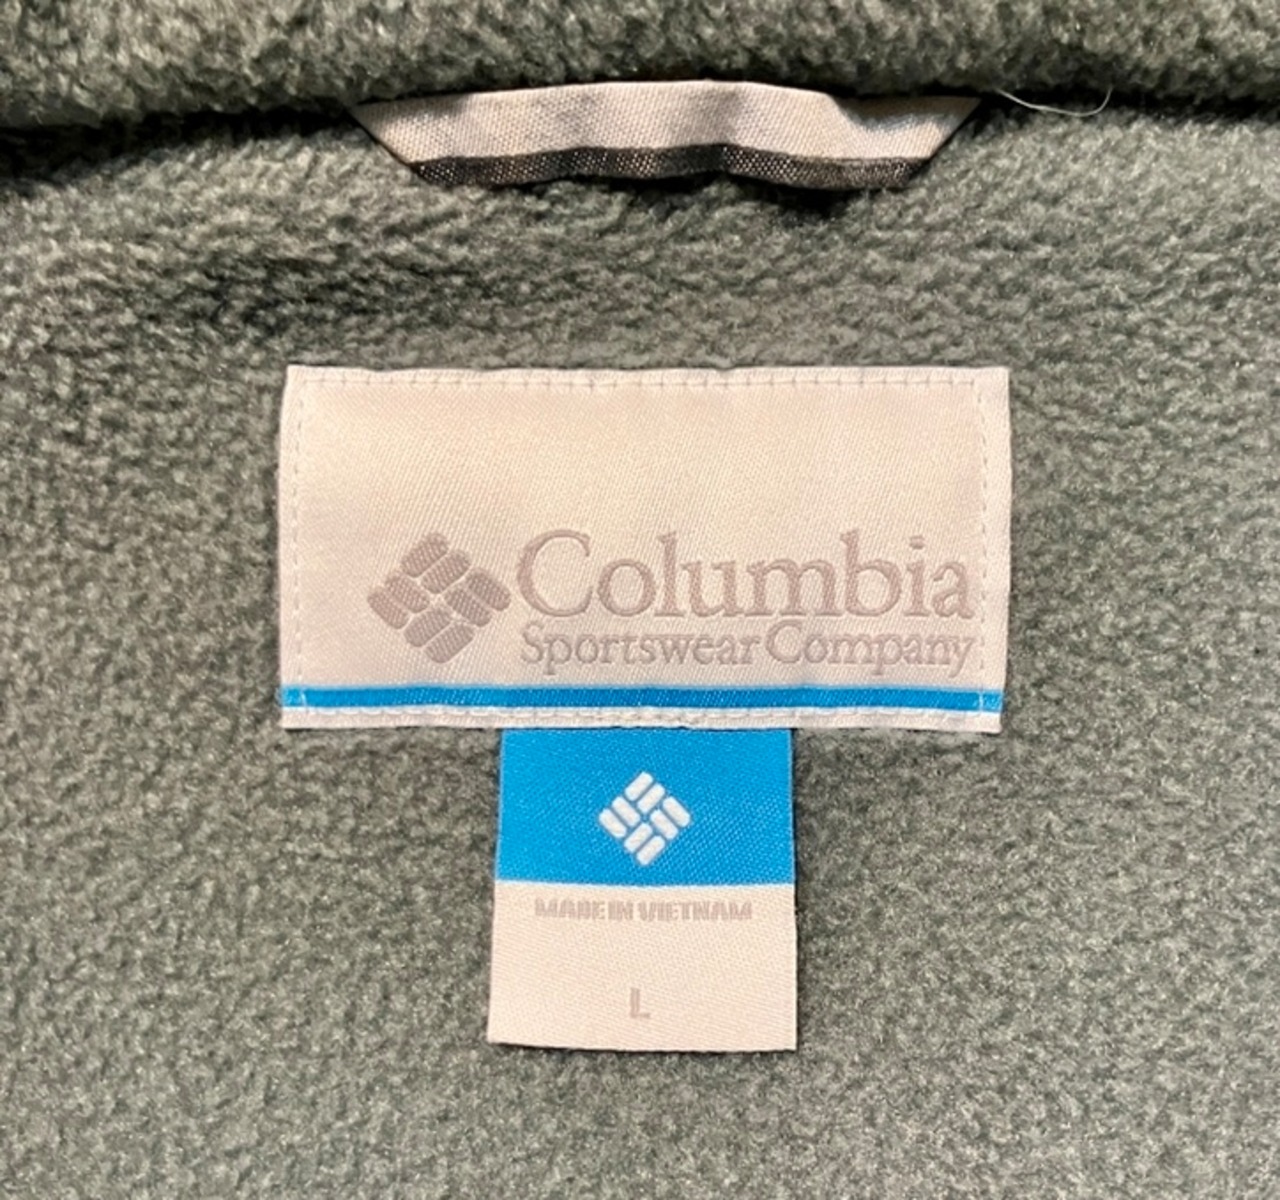 Columbia
Sportswear Company
MADE IN VIETNAM
L